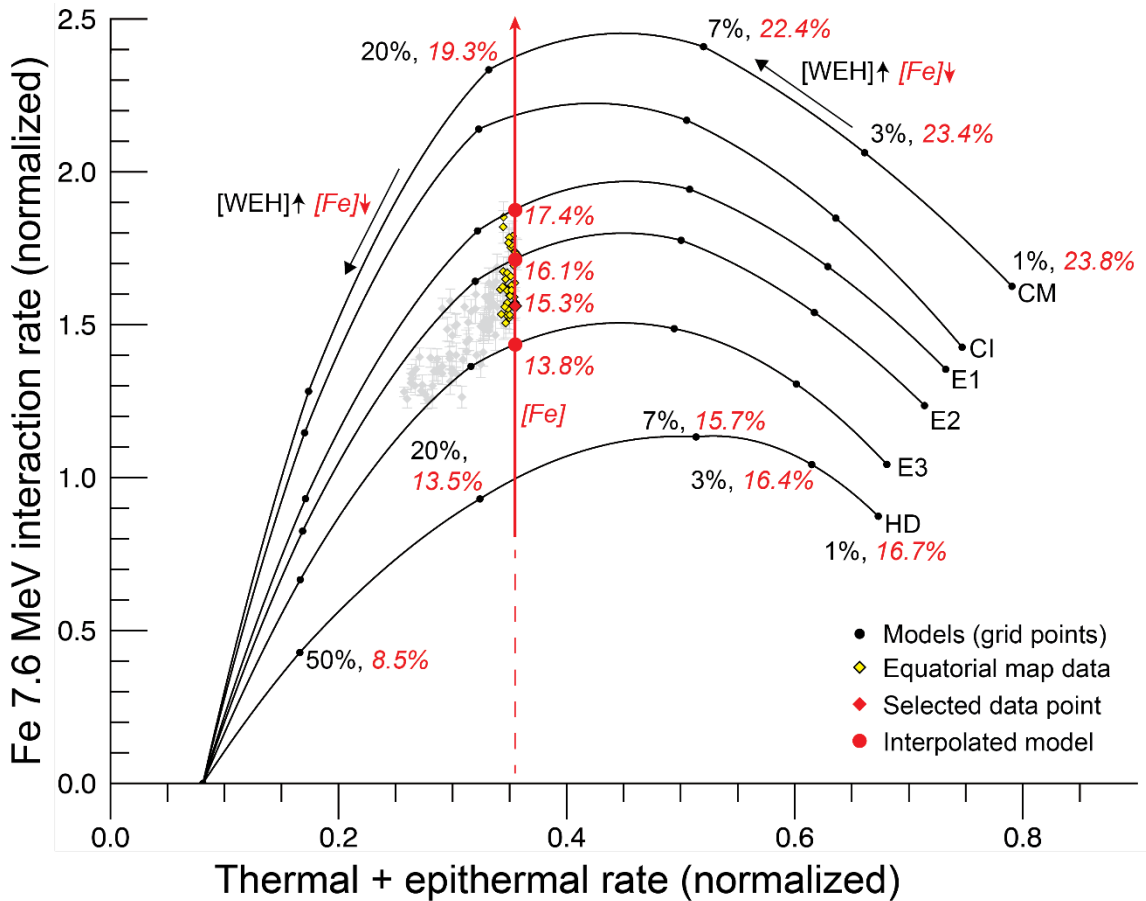 Fe 7.6 MeV interaction rate (normalized)
2.5
2.0
1.5
1.0
0.5
0.0
20%, 19.3%
7%, 22.4%
[WEH]↑ [Fe]↓
3%, 23.4%
[WEH]↑ [Fe]↓
1%, 23.8%
CM
17.4%
16.1%
15.3%
13.8%
CI
E1
E2
[Fe]
E3
20%,
13.5%
7%, 15.7%
3%, 16.4%
HD
1%, 16.7%
50%, 8.5%
Models (grid points)
Equatorial map data
Selected data point
Interpolated model
0.0
0.2
0.4
0.6
0.8
Thermal + epithermal rate (normalized)